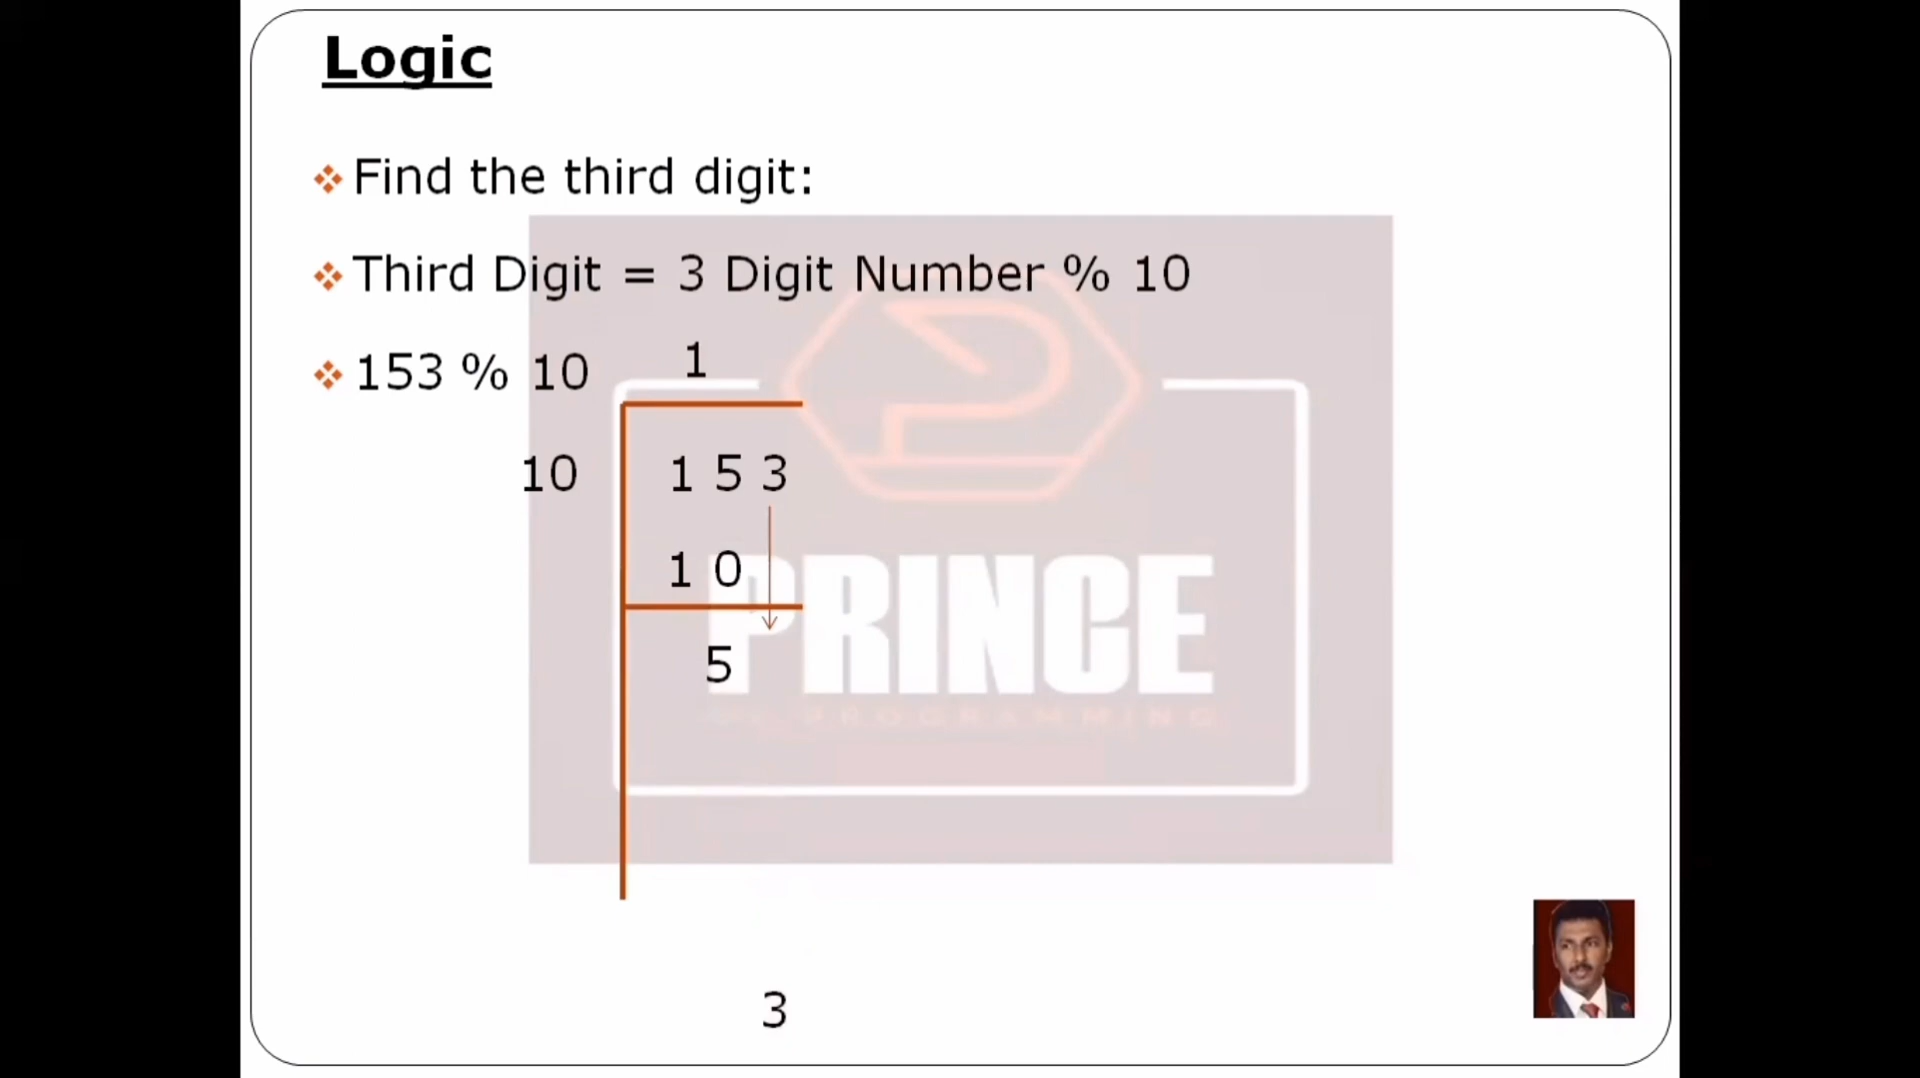 Logic
Find the third digit:
Third Digit = 3 Digit Number % 10
153 % 10
1
10
1 5 3
1 0
5
PRINCE
PROGRAMMING
3